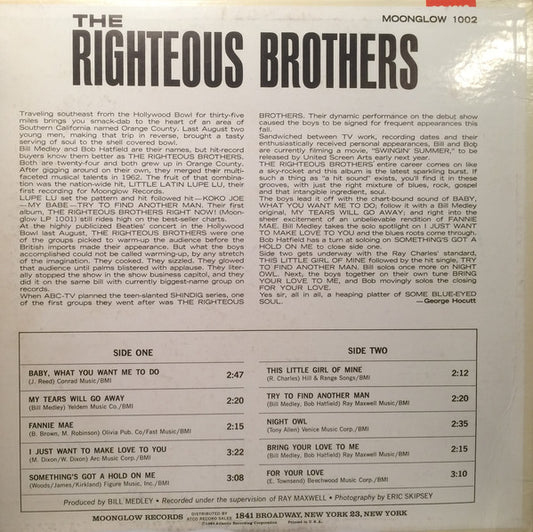 THE
MOONGLOW 1002
RIGHTEOUS BROTHERS
Traveling southeast from the Hollywood Bowl for thirty-five
miles brings you smack-dab to the heart of an area of
Southern California named Orange County. Last August two
young men, making that trip in reverse, brought a tasty
serving of soul to the shell covered bowl.
Bill Medley and Bob Hatfield are their names, but hit-record
buyers know them better as THE RIGHTEOUS BROTHERS.
Both are twenty-four and both grew up in Orange County.
After gigging around on their own, they merged their multi-
faceted musical talents in 1962. The fruit of that combina-
tion was the nation-wide hit, LITTLE LATIN LUPE LU, their
first recording for Moonglow Records.
LUPE LU set the pattern and hit followed hit — KOKO JOE
— MY BABE — TRY TO FIND ANOTHER MAN. Their first
album, THE RIGHTEOUS BROTHERS RIGHT NOW! (Moon-
glow LP 1001) still rides high on the best-seller charts.
At the highly publicized Beatles' concert in the Hollywood
Bowl last August, THE RIGHTEOUS BROTHERS were one
of the groups picked to warm-up the audience before the
British imports made their appearance. But what the boys
accomplished could not be called warming-up, by any stretch
of the imagination. They cooked. They sizzled. They glowed
that audience until palms blistered with applause. They liter-
ally stopped the show in the show business capitol, and they
did it on the same bill with currently biggest-name group on
records.
When ABC-TV planned the teen-slanted SHINDIG series, one
of the first groups they went after was THE RIGHTEOUS
BROTHERS. Their dynamic performance on the debut show
caused the boys to be signed for frequent appearances this
fall.
Sandwiched between TV work, recording dates and their
enthusiastically received personal appearances, Bill and Bob
are currently filming a movie, "SWINGIN' SUMMER," to be
released by United Screen Arts early next year.
THE RIGHTEOUS BROTHERS entire career comes on like
a sky-rocket and this album is the latest sparkling burst. If
such a thing as "a hit sound" exists, you'll find it in these
grooves, with just the right mixture of blues, rock, gospel
and that intangible ingredient, soul.
The boys lead it off with the chart-bound sound of BABY,
WHAT YOU WANT ME TO DO; follow it with a Bill Medley
original, MY TEARS WILL GO AWAY; and right into the
sheer excitement of an unbelievable rendition of FANNIE
MAE. Bill Medley takes the solo spotlight on I JUST WANT
TO MAKE LOVE TO YOU and the blues roots come through.
Bob Hatfield has a turn at soloing on SOMETHING'S GOT A
HOLD ON ME to close side one.
Side two gets underway with the Ray Charles' standard,
THIS LITTLE GIRL OF MINE followed by the hit single, TRY
TO FIND ANOTHER MAN. Bill solos once more on NIGHT
OWL. Next, the boys together on their own tune BRING
YOUR LOVE TO ME, and Bob movingly solos the closing
FOR YOUR LOVE.
Yes sir, all in all, a heaping platter of SOME BLUE-EYED
SOUL.
—George Hocutt
SIDE ONE
BABY, WHAT YOU WANT ME TO DO 2:47
(J. Reed) Conrad Music/BMI
MY TEARS WILL GO AWAY 2:20
(Bill Medley) Yeldem Music Co./BMI
FANNIE MAE 2:15
(B. Brown, M. Robinson) Olivia Pub. Co/Fast Music/BMI
I JUST WANT TO MAKE LOVE TO YOU 3:22
(M. Dixon/W. Dixon) Arc Music Corp./BMI
SOMETHING'S GOT A HOLD ON ME 3:08
(Woods/James/Kirkland) Figure Music, Inc./BMI
SIDE TWO
THIS LITTLE GIRL OF MINE 2:12
(R. Charles) Hill & Range Songs/BMI
TRY TO FIND ANOTHER MAN 2:20
(Bill Medley, Bob Hatfield) Ray Maxwell Music/BMI
NIGHT OWL 2:35
(Tony Allen) Venice Music Corp./BMI
BRING YOUR LOVE TO ME 2:15
(Bill Medley, Bob Hatfield) Ray Maxwell Music/BMI
FOR YOUR LOVE 3:10
(E. Townsend) Beechwood Music Corp./BMI
Produced by BILL MEDLEY • Recorded under the supervision of RAY MAXWELL • Photography by ERIC SKIPSEY
MOONGLOW RECORDS DISTRIBUTED BY ATCO RECORD SALES 1841 BROADWAY, NEW YORK 23, NEW YORK
Atlantic Recording Corporation Printed in U.S.A.